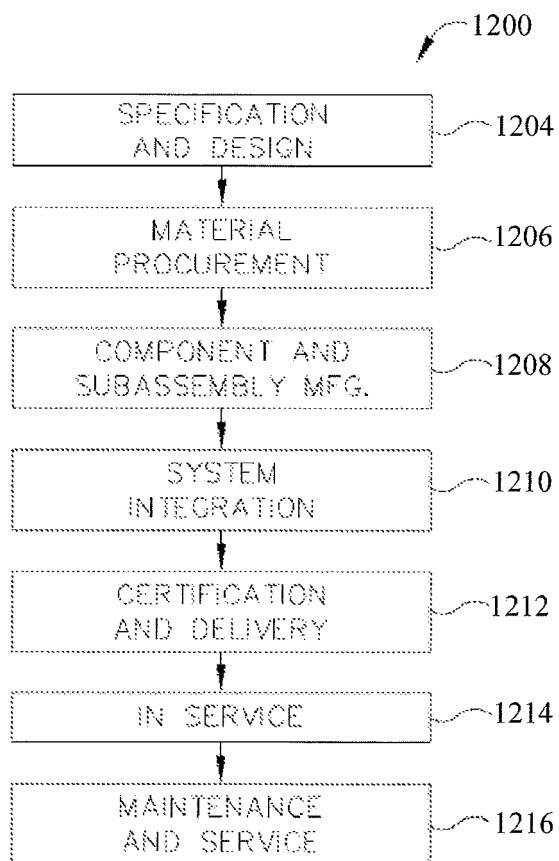 1200
SPECIFICATION
AND DESIGN
1204
MATERIAL
PROCUREMENT
1206
COMPONENT AND
SUBASSEMBLY MFG.
1208
SYSTEM
INTEGRATION
1210
CERTIFICATION
AND DELIVERY
1212
IN SERVICE
1214
MAINTENANCE
AND SERVICE
1216